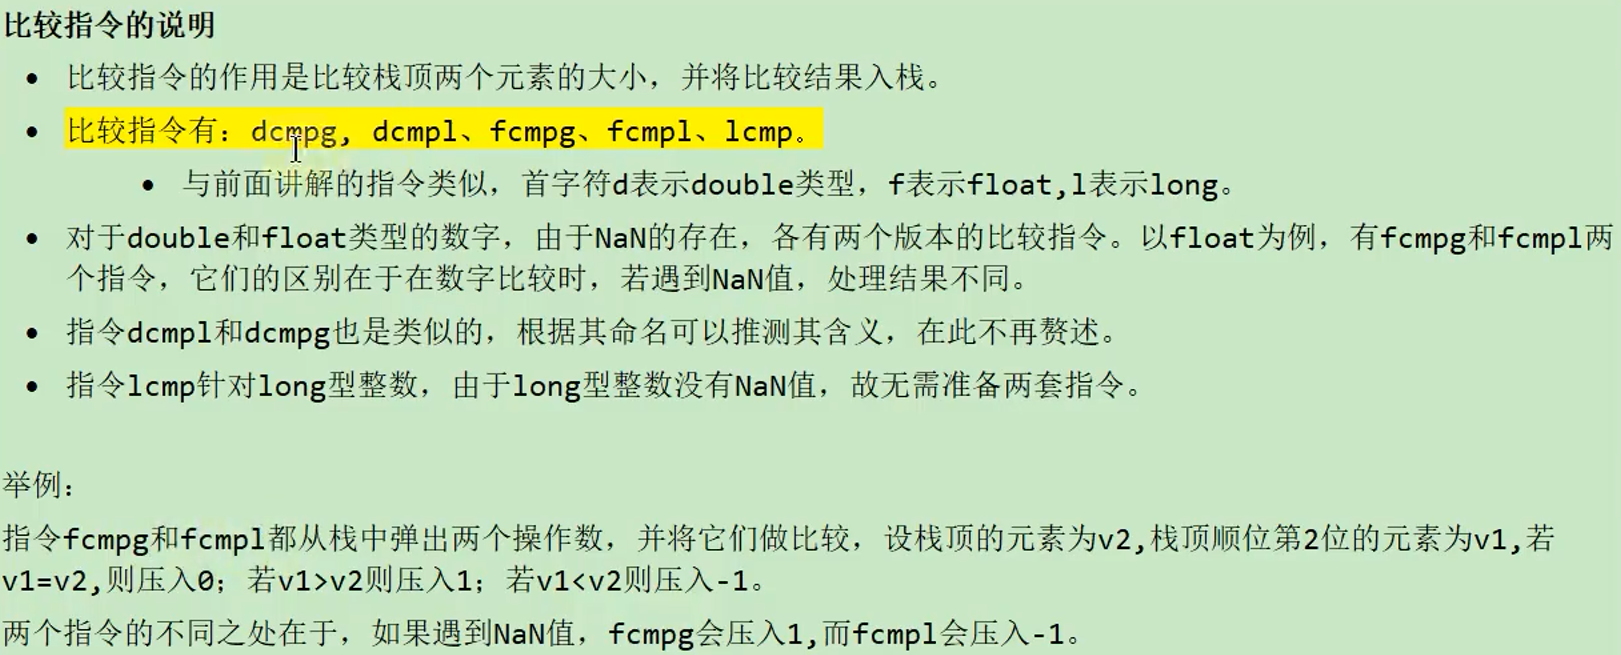 比较指令的说明
• 比较指令的作用是比较栈顶两个元素的大小，并将比较结果入栈。
• 比较指令有：dcmpg, dcmpl、fcmpg、fcmpl、lcmp。
• 与前面讲解的指令类似，首字符d表示double类型，f表示float,l表示long。
• 对于double和float类型的数字，由于NaN的存在，各有两个版本的比较指令。以float为例，有fcmpg和fcmpl两
个指令，它们的区别在于在数字比较时，若遇到NaN值，处理结果不同。
• 指令dcmpl和dcmpg也是类似的，根据其命名可以推测其含义，在此不再赘述。
• 指令lcmp针对long型整数，由于long型整数没有NaN值，故无需准备两套指令。
举例：
指令fcmpg和fcmpl都从栈中弹出两个操作数，并将它们做比较，设栈顶的元素为v2,栈顶顺位第2位的元素为v1,若
v1=v2,则压入0；若v1>v2则压入1；若v1<v2则压入-1。
两个指令的不同之处在于，如果遇到NaN值，fcmpg会压入1,而fcmpl会压入-1。